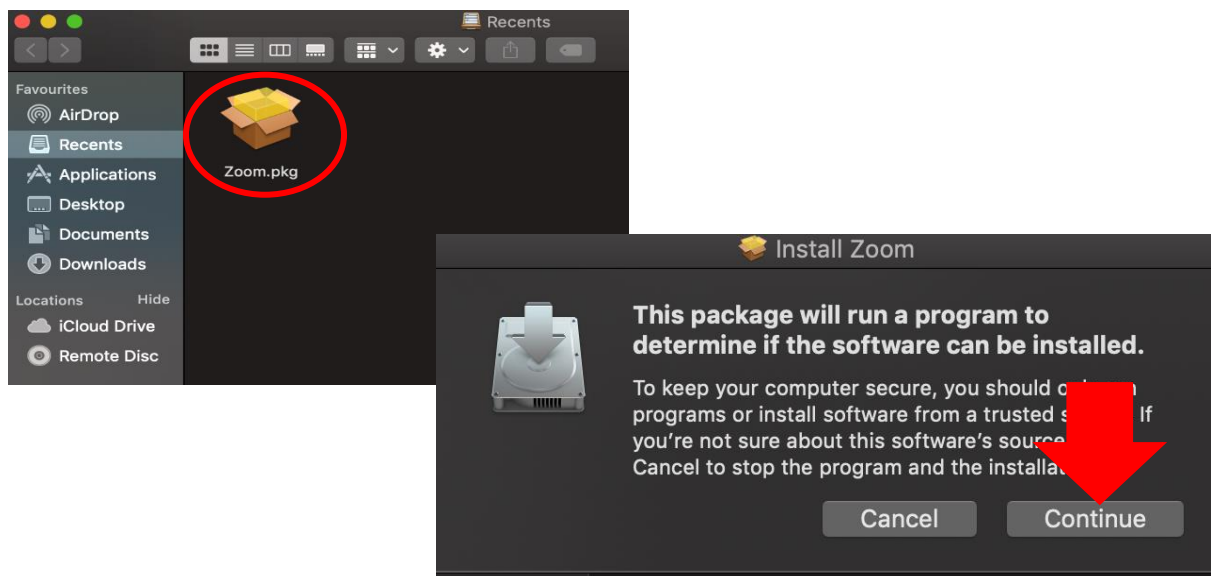 Recents
Favourites
AirDrop
Recents
Applications
Desktop
Documents
Downloads
Locations Hide
iCloud Drive
Remote Disc
Zoom.pkg
Install Zoom
This package will run a program to
determine if the software can be installed.
To keep your computer secure, you should
programs or install software from a trusted If
you're not sure about this software's source
Cancel to stop the program and the
Cancel Continue